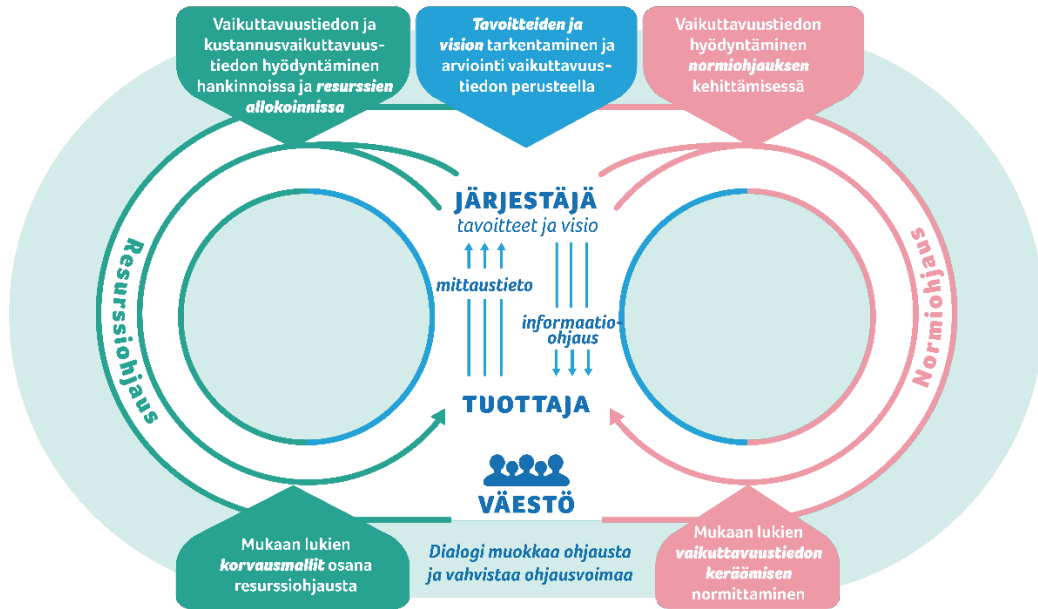 Vaikuttavuustiedon ja
kustannusvaikuttavuus-
tiedon hyödyntäminen
hankinnoissa ja resurssien
allokoinnissa
Tavoitteiden ja
vision tarkentaminen ja
arviointi vaikuttavuus-
tiedon perusteella
Vaikuttavuustiedon
hyödyntäminen
normiohjauksen
kehittämisessä
JÄRJESTÄJÄ
tavoitteet ja visio
Resurssiohjaus
mittaustieto
informaatio-
ohjaus
Normiohjaus
TUOTTAJA
VÄESTÖ
Mukaan lukien
korvausmallit osana
resurssiohjausta
Dialogi muokkaa ohjausta
ja vahvistaa ohjausvoimaa
Mukaan lukien
vaikuttavuustiedon
keräämisen
normittaminen